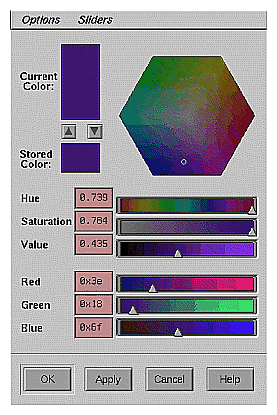 Options Sliders
Current
Color:
Stored
Color:
Hue 0.739
Saturation 0.784
Value 0.435
Red 0x3e
Green 0x18
Blue 0x6f
OK Apply Cancel Help